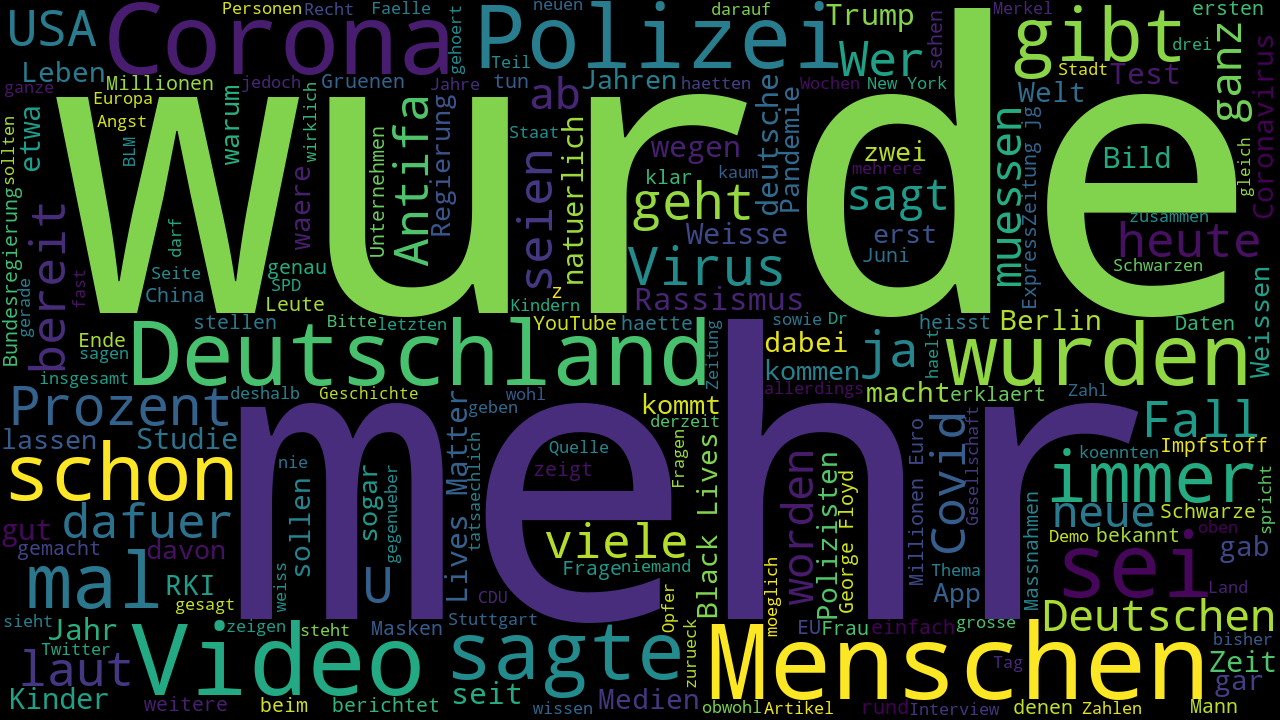 Personen Recht Faelle neuen darauf Trump Merkel ersten
USA Corona Polizei Wer gibt drei
gehoert Teil sehen Stadt Test ganz Coronavirus
Leben Millionen jedoch Gruenen Jahre tun Jahren haetten Wochen New York Welt
ganze Europa Angst BLM warum wirklich ab deutsche Pandemie
sollten etwa Unternehmen Antifa Regierung Staat natuerlich wegen klar kaum zwei mehrere Bild gleich
wurde
Bundesregierung bereit darf waere seien geht sagt muessen ExpressZeitung jg zusammen
gerade fast Seite China genau SPD Leute Kindern z Virus Weisse erst Juni heute Schwarzen
Rassismus
stellen Bitte letzten YouTube haette Zeitung sowie Dr heisst Berlin Daten Weissen
Ende sagen Deutschland dabei ja haelt wurden
insgesamt kommen
deshalb Geschichte wohl allerdings macht erklaert Zahl
Prozent geben kommt
mehr
lassen Studie derzeit Fall
Quelle Fragen Gesellschaft koennten Impfstoff
schon nie zeigt immer spricht
sogar gegenueber Lives Matter tatsaechlich Black Lives worden Polizisten George Floyd Millionen Euro Covid
gut dafuer sollen viele neue Schwarze oben
gemacht davon Frage niemand Massnahmen Demo bekannt gab
mal RKI weiss U CDU Thema sei Land
gesagt Opfer moeglich App
sieht Jahr zeigen steht Masken Stuttgart EU Frau einfach grosse Deutschen bisher
Twitter Video sagte zurueck Menschen Zeit
laut Tag gar
Kinder weitere beim berichtet seit wissen Medien obwohl Artikel rund Interview denen Zahlen Mann